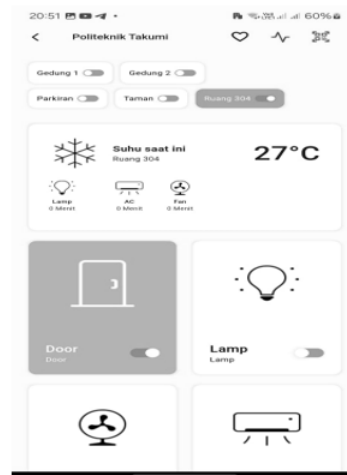 20:51 60%
Politeknik Takumi
Gedung 1 Gedung 2
Parkiran Taman Ruang 304
Suhu saat ini
Ruang 304
27°C
Lamp AC Fan
0 Menit 0 Menit 0 Menit
Door
Door
Lamp
Lamp